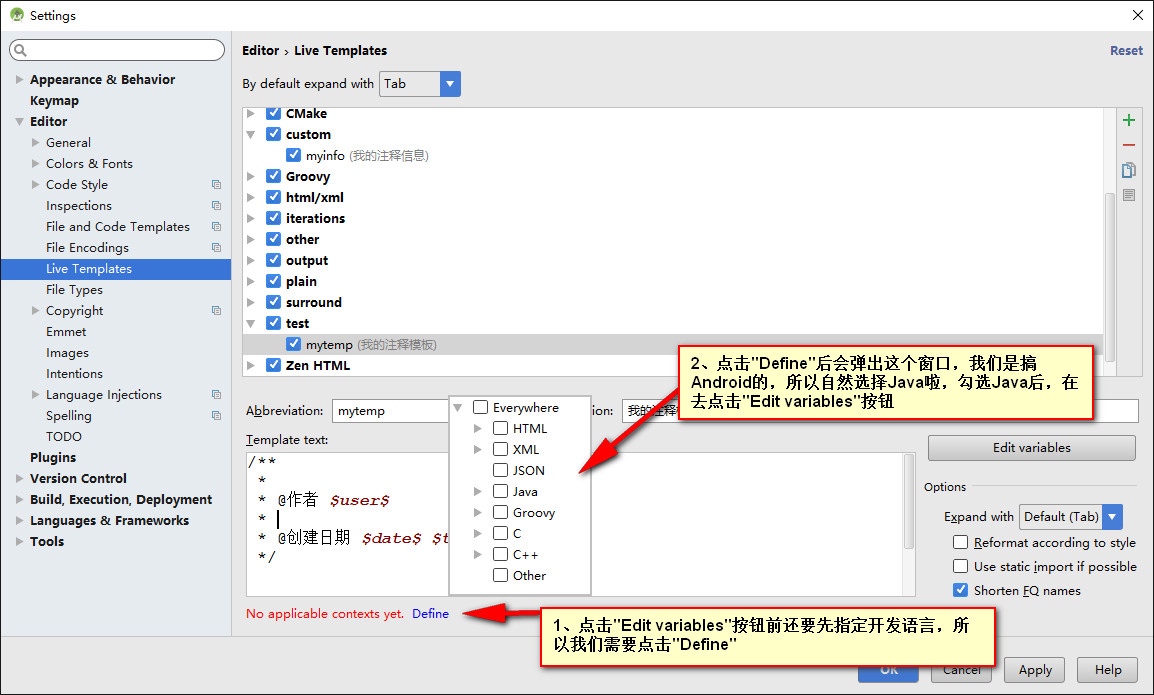 Settings
Editor › Live Templates
Reset
By default expand with Tab
Appearance & Behavior
Keymap
Editor
General
Colors & Fonts
Code Style
Inspections
File and Code Templates
File Encodings
Live Templates
File Types
Copyright
Emmet
Images
Intentions
Language Injections
Spelling
TODO
Plugins
Version Control
Build, Execution, Deployment
Languages & Frameworks
Tools
CMake
custom
myinfo (我的注释信息)
Groovy
html/xml
iterations
other
output
plain
surround
test
mytemp (我的注释模板)
Zen HTML
2、点击"Define"后会弹出这个窗口，我们是搞
Android的，所以自然选择Java啦，勾选Java后，在
去点击"Edit variables"按钮
Abbreviation: mytemp
ion: 我的注释
Template text:
/**
*
* @作者 $user$
*
* @创建日期 $date$ $t
*/
Everywhere
HTML
XML
JSON
Java
Groovy
C
C++
Other
Edit variables
Options
Expand with Default (Tab)
Reformat according to style
Use static import if possible
Shorten FQ names
No applicable contexts yet. Define
1、点击"Edit variables"按钮前还要先指定开发语言，所
以我们需要点击"Define"
OK
Cancel
Apply
Help